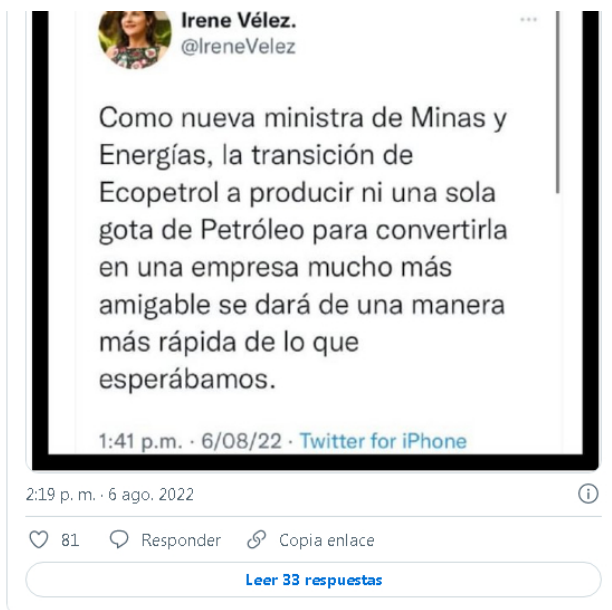 Irene Vélez.
@IreneVelez
Como nueva ministra de Minas y
Energías, la transición de
Ecopetrol a producir ni una sola
gota de Petróleo para convertirla
en una empresa mucho más
amigable se dará de una manera
más rápida de lo que
esperábamos.
1:41 p.m. · 6/08/22 · Twitter for iPhone
2:19 p. m. · 6 ago. 2022
81 Responder Copia enlace
Leer 33 respuestas